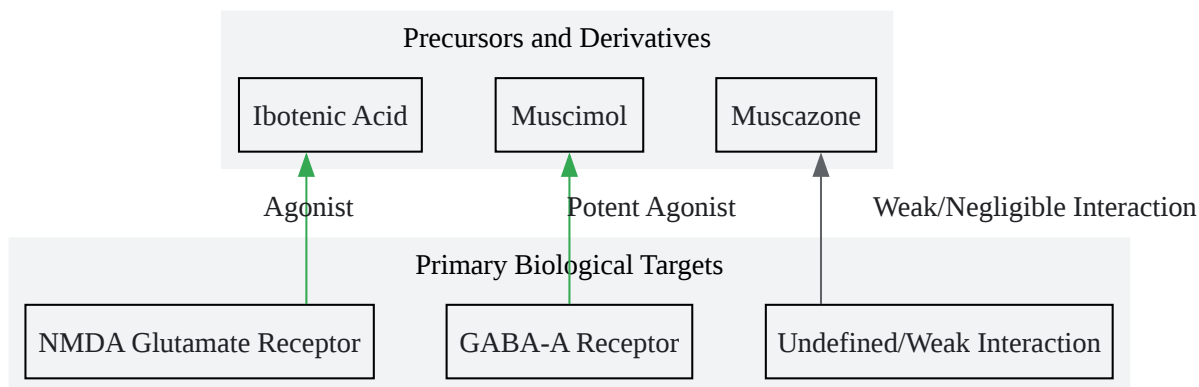 Precursors and Derivatives
Ibotenic Acid
Muscimol
Muscazone
Agonist
Potent Agonist
Weak/Negligible Interaction
Primary Biological Targets
NMDA Glutamate Receptor
GABA-A Receptor
Undefined/Weak Interaction